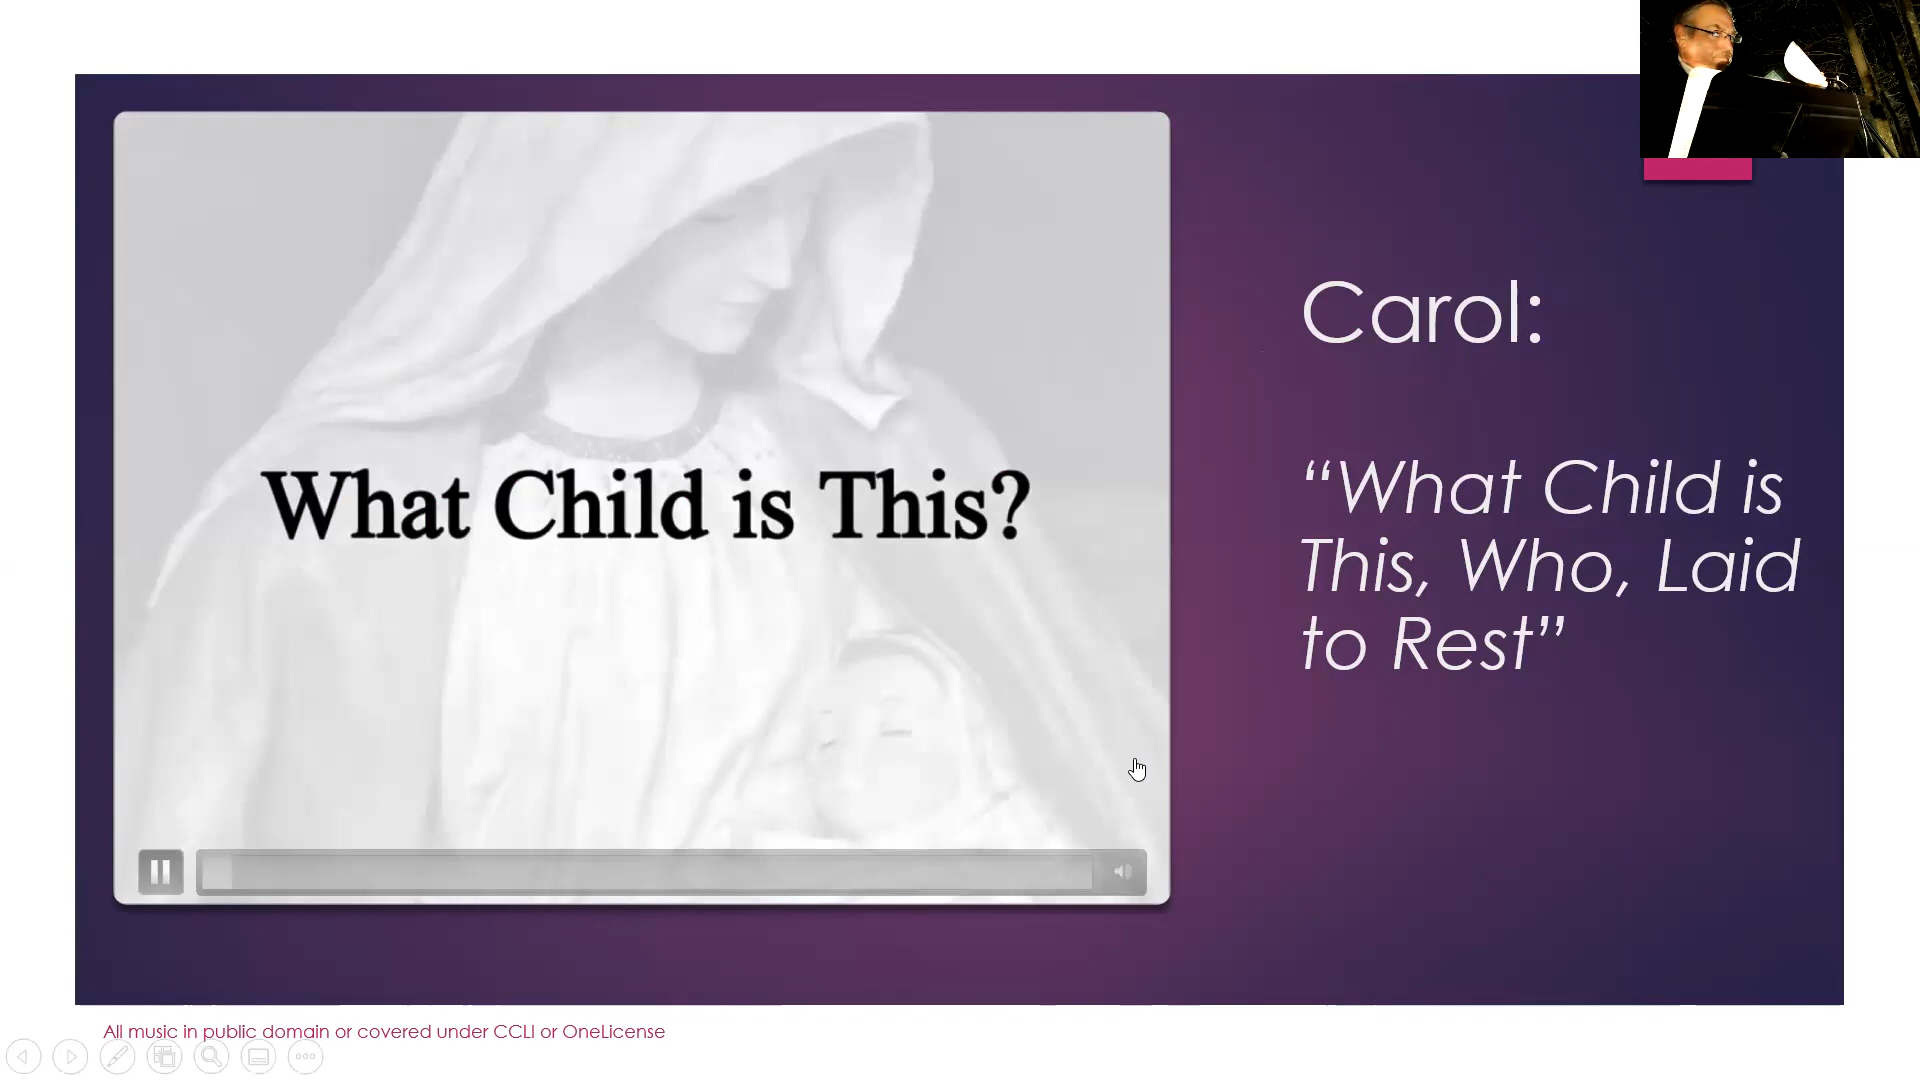 What Child is This?
Carol:
“What Child is
This, Who, Laid
to Rest”
All music in public domain or covered under CCLI or OneLicense